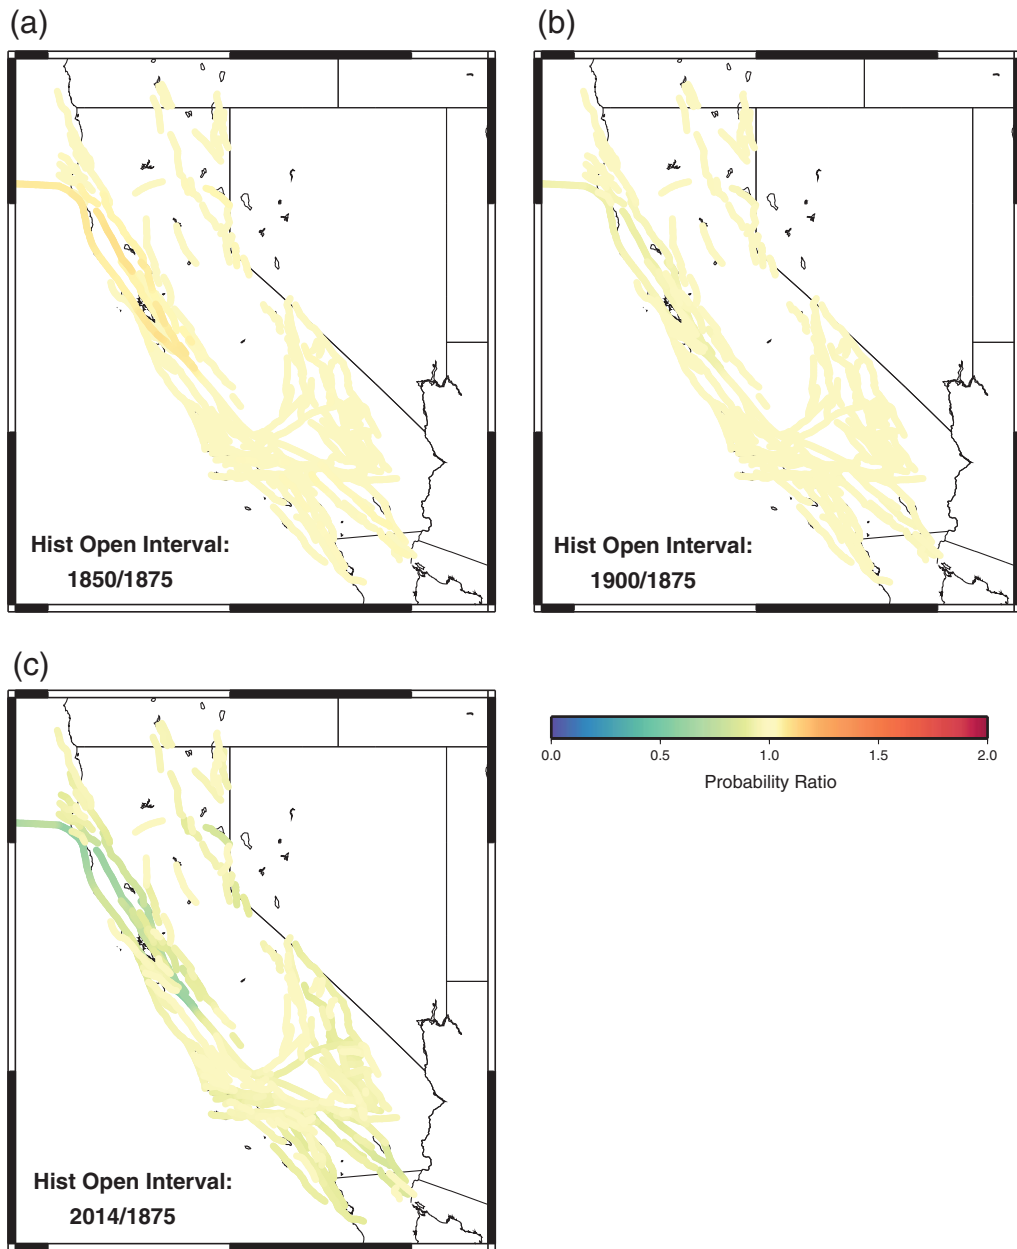 (a)
(b)
Hist Open Interval:
1850/1875
Hist Open Interval:
1900/1875
(c)
0.0 0.5 1.0 1.5 2.0
Probability Ratio
Hist Open Interval:
2014/1875